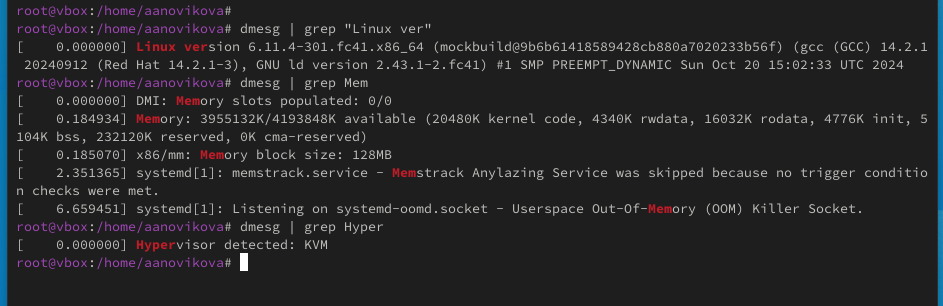 root@vbox:/home/aanovikova#
root@vbox:/home/aanovikova# dmesg | grep "Linux ver"
[    0.000000] Linux version 6.11.4-301.fc41.x86_64 (mockbuild@9b6b61418589428cb880a7020233b56f) (gcc (GCC) 14.2.1
 20240912 (Red Hat 14.2.1-3), GNU ld version 2.43.1-2.fc41) #1 SMP PREEMPT_DYNAMIC Sun Oct 20 15:02:33 UTC 2024
root@vbox:/home/aanovikova# dmesg | grep Mem
[    0.000000] DMI: Memory slots populated: 0/0
[    0.184934] Memory: 3955132K/4193848K available (20480K kernel code, 4340K rwdata, 16032K rodata, 4776K init, 5
104K bss, 232120K reserved, 0K cma-reserved)
[    0.185070] x86/mm: Memory block size: 128MB
[    2.351365] systemd[1]: memstrack.service - Memstrack Anylazing Service was skipped because no trigger conditio
n checks were met.
[    6.659451] systemd[1]: Listening on systemd-oomd.socket - Userspace Out-Of-Memory (OOM) Killer Socket.
root@vbox:/home/aanovikova# dmesg | grep Hyper
[    0.000000] Hypervisor detected: KVM
root@vbox:/home/aanovikova#